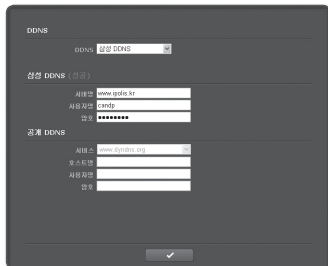 DDNS
DDNS 삼성 DDNS
삼성 DDNS (성공)
서버명 www.ipolis.kr
사용자명 candp
암호 ●●●●●●●●
공개 DDNS
서비스 www.dyndns.org
호스트명
사용자명
암호